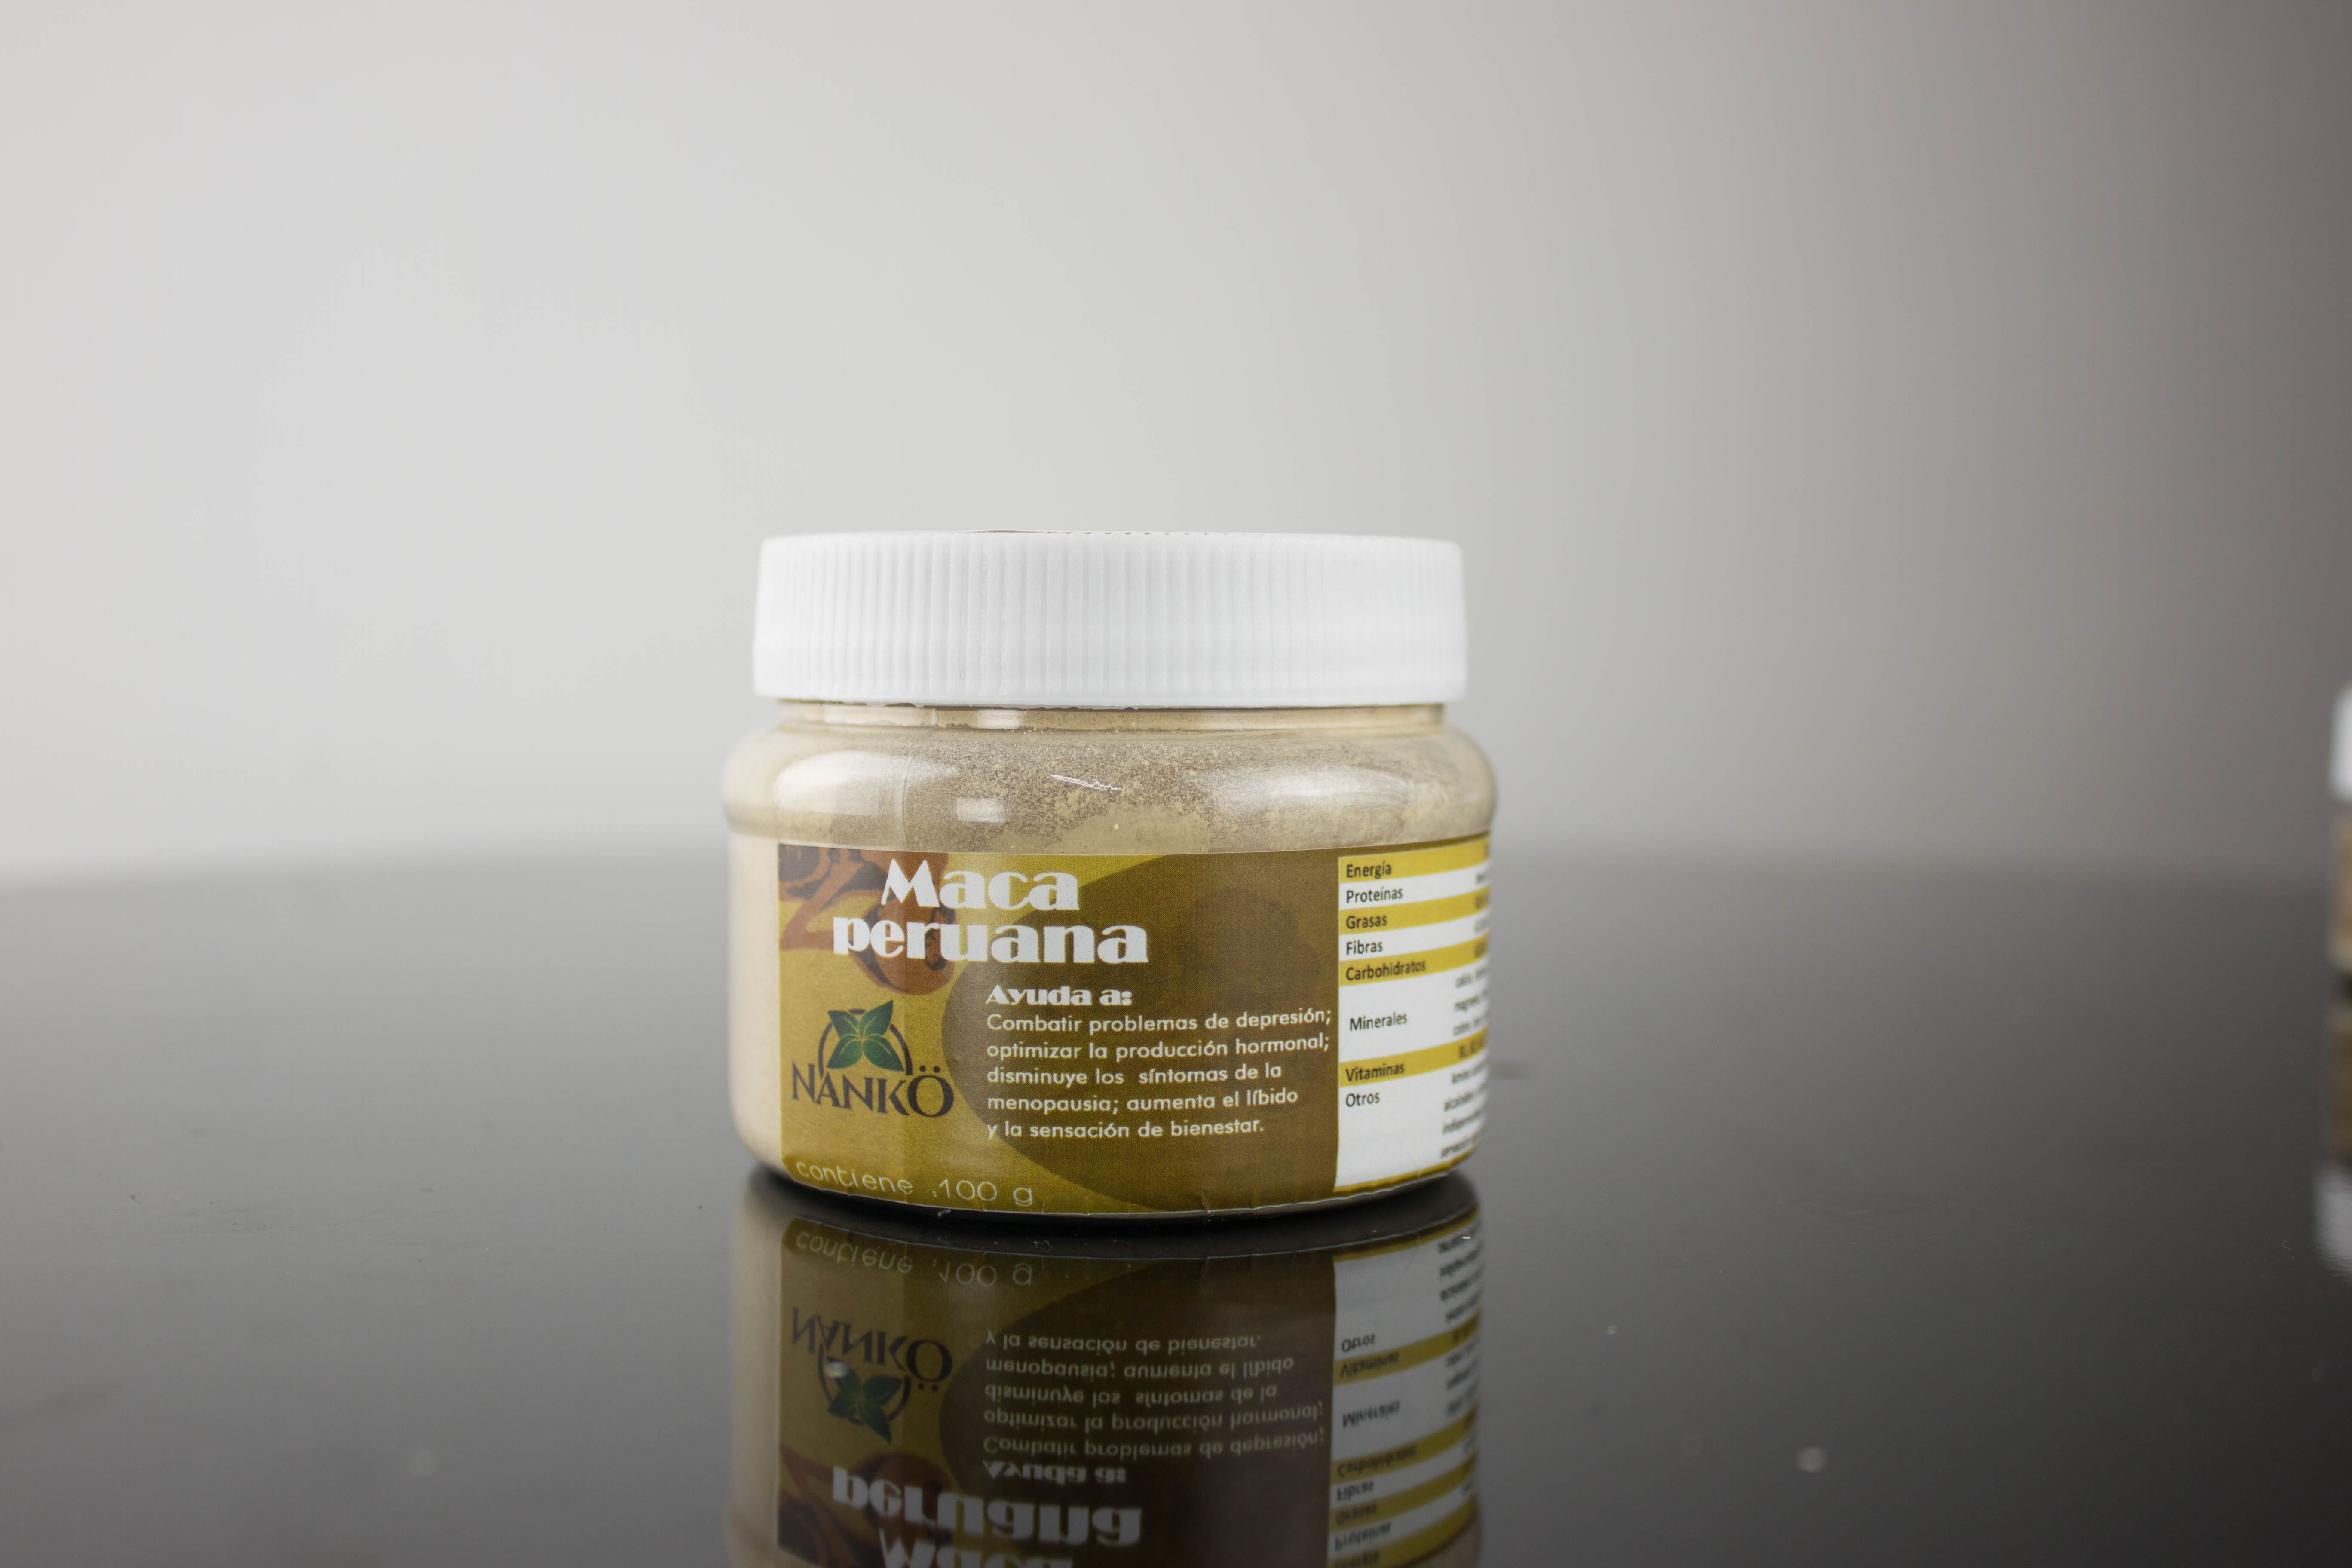 Maca
peruana
Ayuda a:
Combatir problemas de depresión;
optimizar la producción hormonal;
disminuye los síntomas de la
menopausia; aumenta el líbido
y la sensación de bienestar.
NANKÖ
contiene :100 g
Energía
Proteínas
Grasas
Fibras
Carbohidratos
Minerales
Vitaminas
Otros